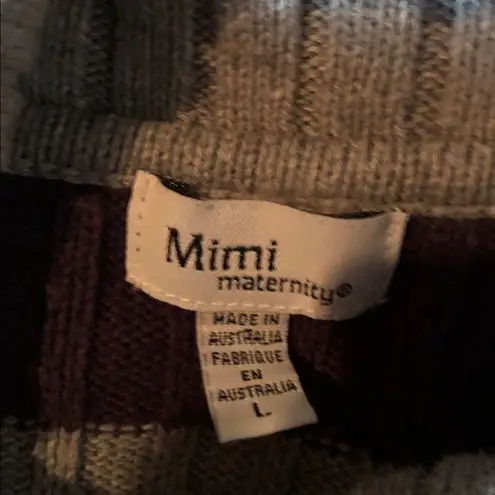 Mimi
maternity®
MADE IN
AUSTRALIA
FABRIQUE
EN
AUSTRALIA
L